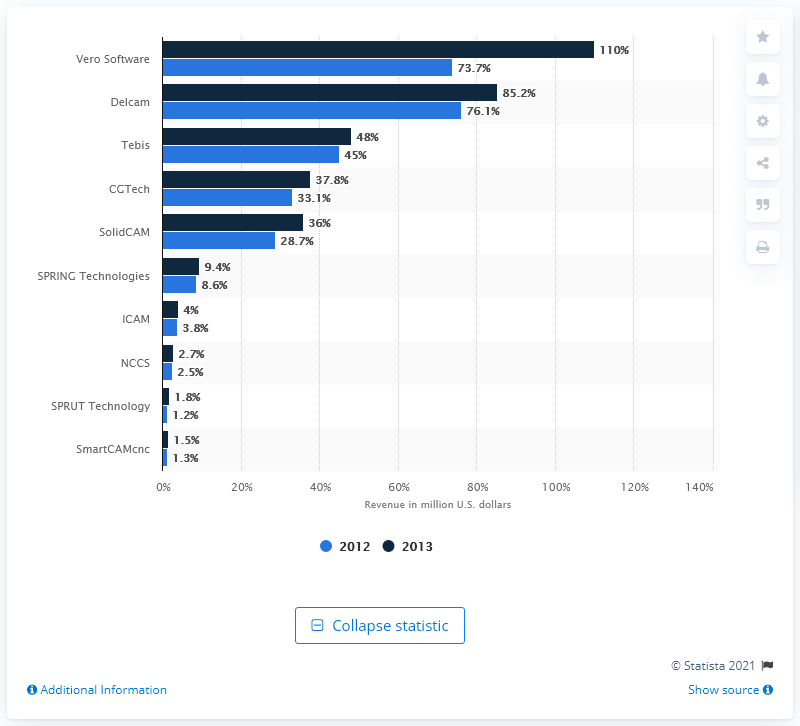 Vero Software
110%
73.7%
Delcam
85.2%
76.1%
Tebis
48%
45%
CGTech
37.8%
33.1%
SolidCAM
36%
28.7%
SPRING Technologies
9.4%
8.6%
ICAM
4%
3.8%
NCCS
2.7%
2.5%
SPRUT Technology
1.8%
1.2%
SmartCAMcnc
1.5%
1.3%
0% 20% 40% 60% 80% 100% 120% 140%
Revenue in million U.S. dollars
2012 2013
Collapse statistic
© Statista 2021
Additional Information Show source